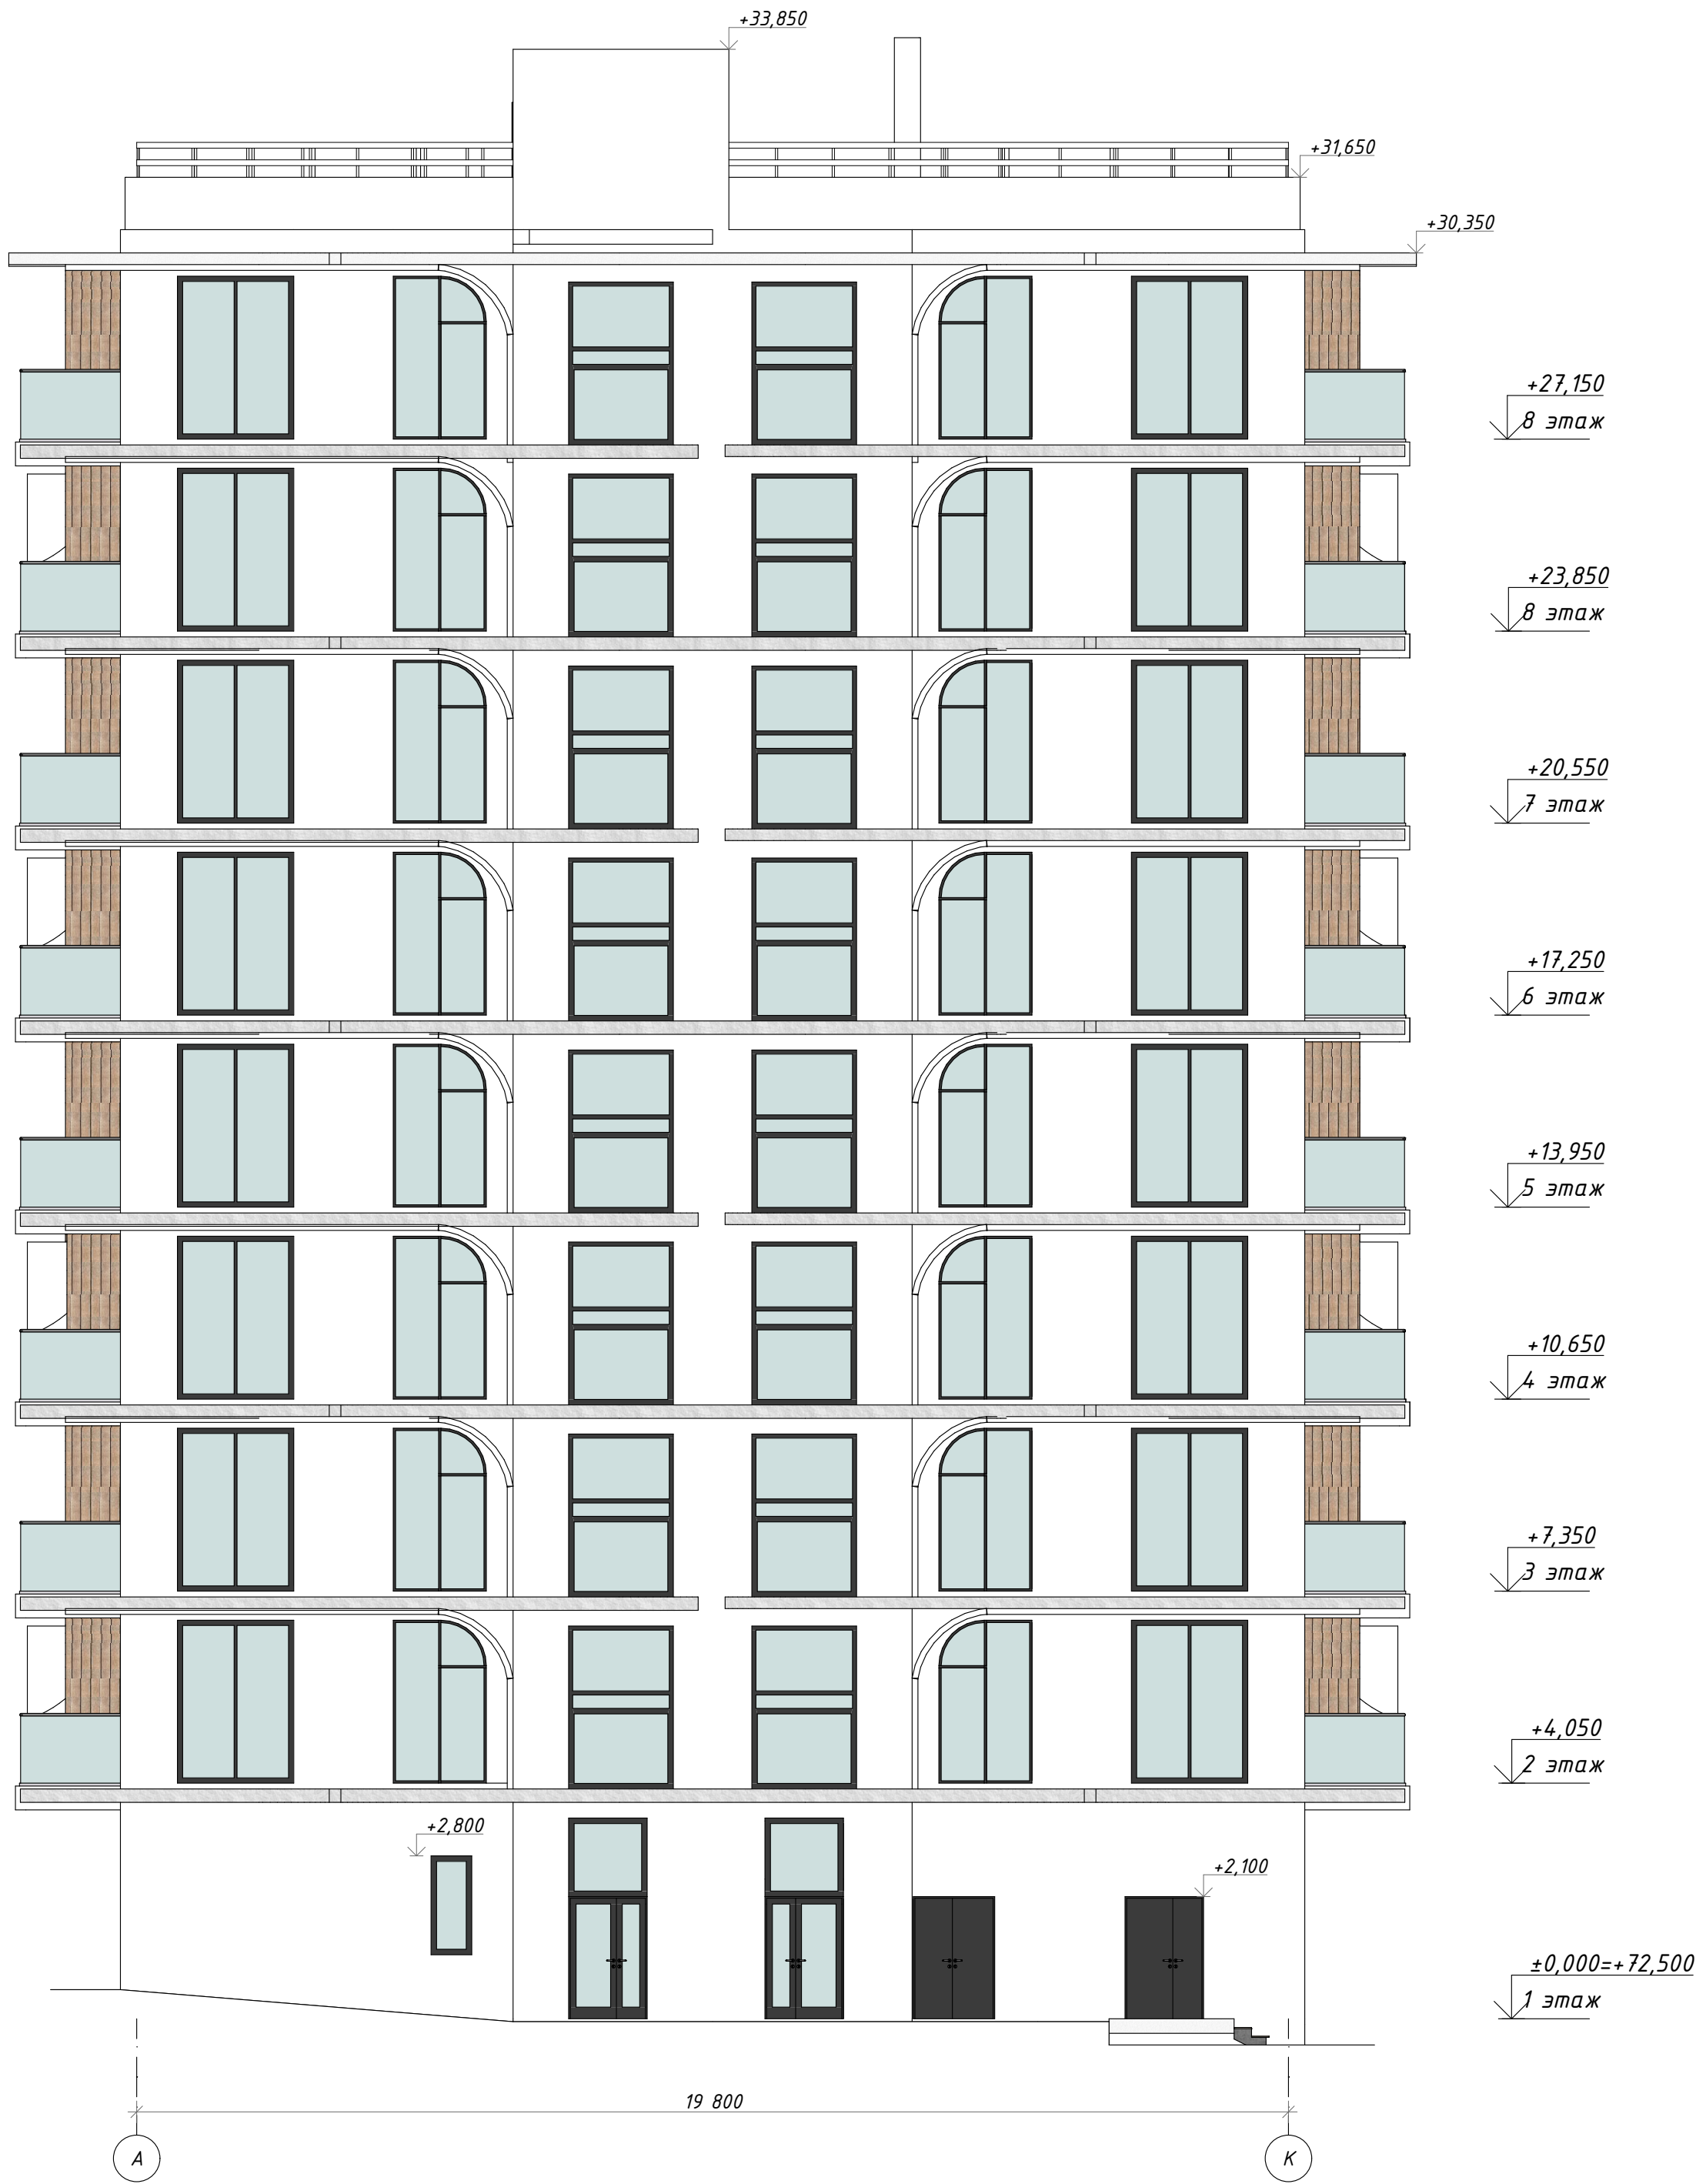 +33,850
+31,650
+30,350
+27,150
8 этаж
+23,850
8 этаж
+20,550
7 этаж
+17,250
6 этаж
+13,950
5 этаж
+10,650
4 этаж
+7,350
3 этаж
+4,050
2 этаж
+2,800
+2,100
±0,000=+72,500
1 этаж
19 800
А
К